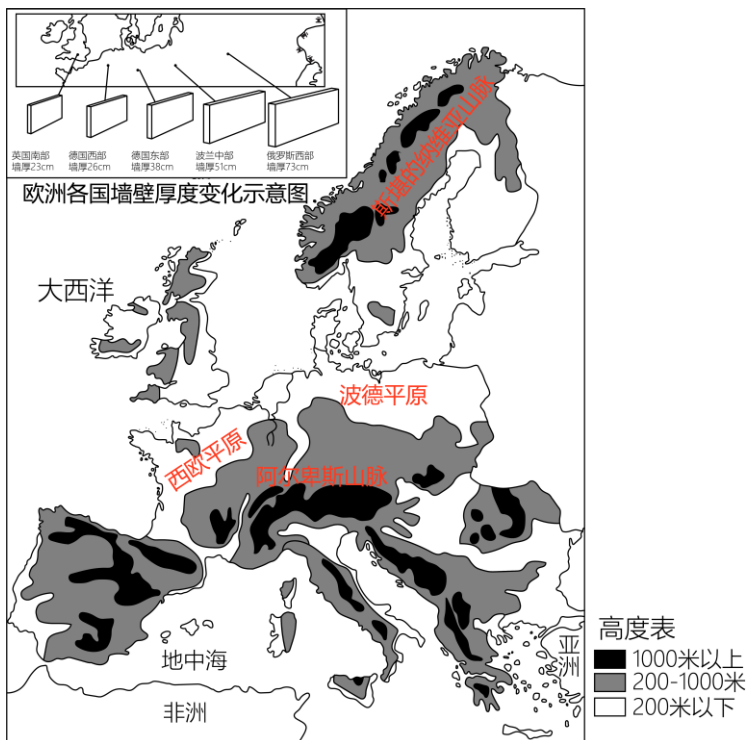 英国南部 德国西部 德国东部 波兰中部 俄罗斯西部
墙厚23cm 墙厚26cm 墙厚38cm 墙厚51cm 墙厚73cm
欧洲各国墙壁厚度变化示意图
斯堪的纳维亚山脉
大西洋
波德平原
西欧平原
阿尔卑斯山脉
地中海
非洲
亚洲
高度表
1000米以上
200-1000米
200米以下